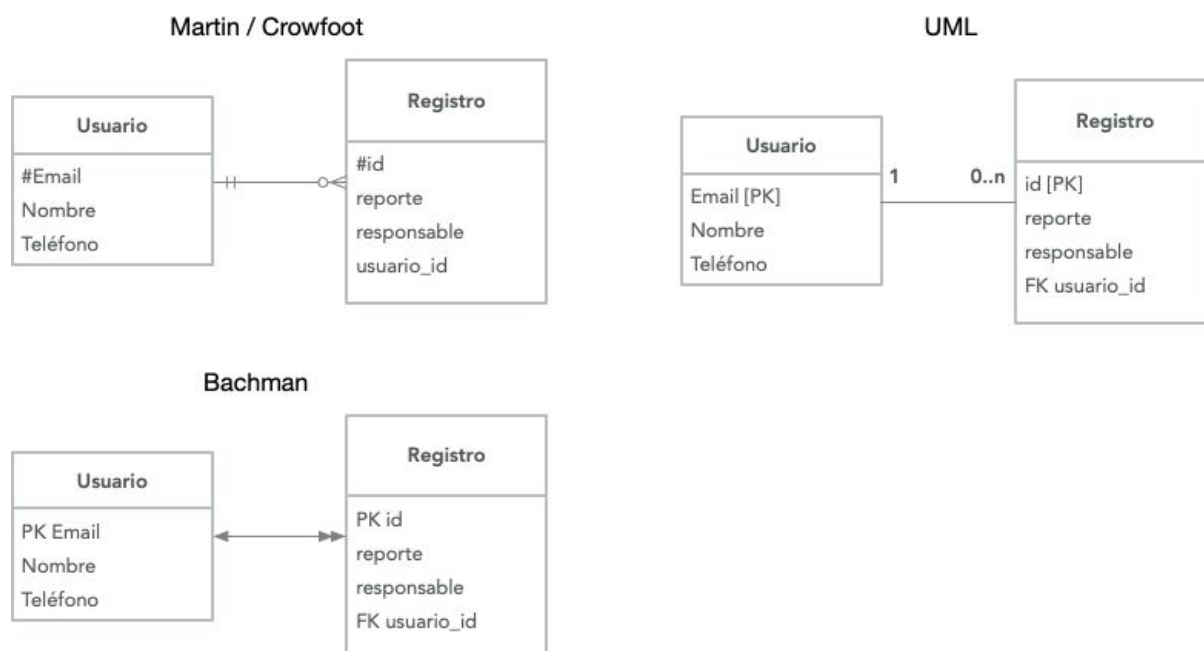 Martin / Crowfoot
Usuario
#Email
Nombre
Teléfono
Registro
#id
reporte
responsable
usuario_id
UML
Usuario
Email [PK]
Nombre
Teléfono
1
0..n
Registro
id [PK]
reporte
responsable
FK usuario_id
Bachman
Usuario
PK Email
Nombre
Teléfono
Registro
PK id
reporte
responsable
FK usuario_id